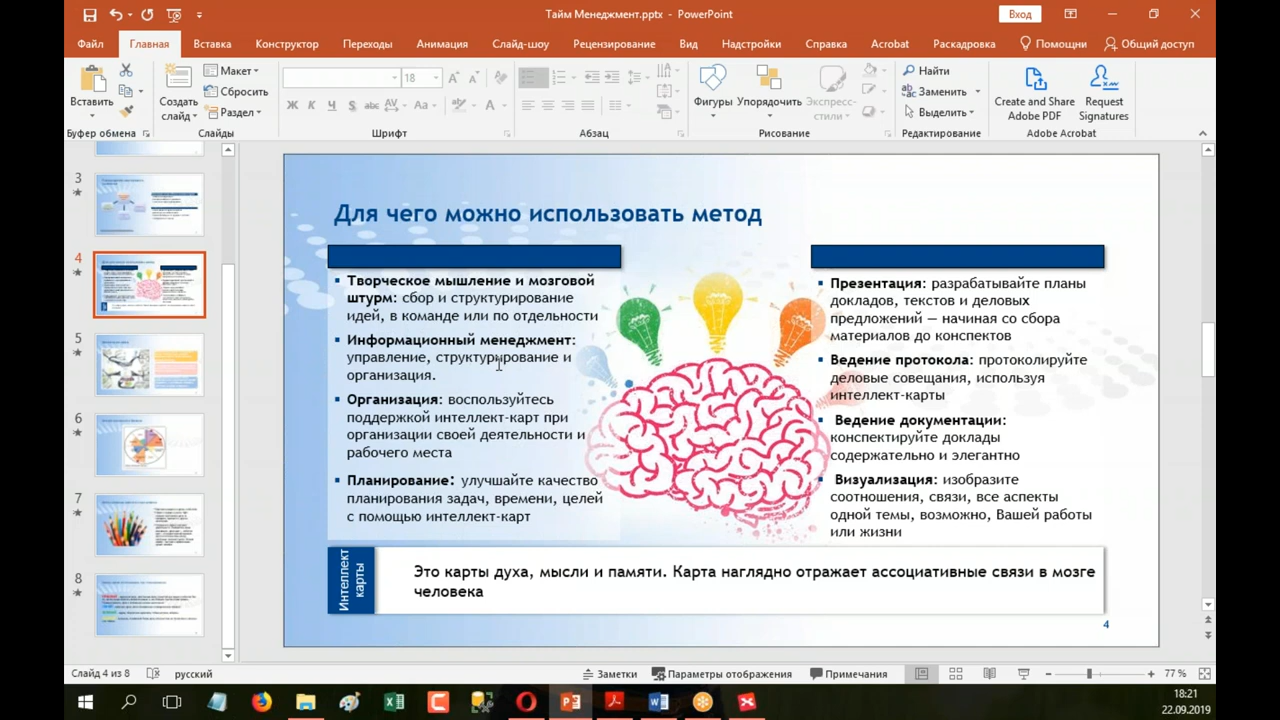 Тайм Менеджмент.pptx - PowerPoint
Вход
Файл Главная Вставка Конструктор Переходы Анимация Слайд-шоу Рецензирование Вид Надстройки Справка Acrobat Раскадровка Помощни Общий доступ
Вставить
Создать слайд
Макет
Сбросить
Раздел
18
Ж К Ч S abc AV Aa A
Фигуры Упорядочить Экспресс-стили
Найти
Заменить
Выделить
Create and Share Adobe PDF
Request Signatures
Буфер обмена Слайды Шрифт Абзац Рисование Редактирование Adobe Acrobat
3
4
5
6
7
8
Для чего можно использовать метод
Творческое мышление и мозговой
штурм: сбор и структурирование
идей, в команде или по отдельности
Информационный менеджмент:
управление, структурирование и
организация.
Организация: воспользуйтесь
поддержкой интеллект-карт при
организации своей деятельности и
рабочего места
Планирование: улучшайте качество
планирования задач, времени, целей
с помощью интеллект-карт
Презентация: разрабатывайте планы
докладов, текстов и деловых
предложений — начиная со сбора
материалов до конспектов
Ведение протокола: протоколируйте
деловые совещания, используя
интеллект-карты
Ведение документации:
конспектируйте доклады
содержательно и элегантно
Визуализация: изобразите
отношения, связи, все аспекты
одной темы, возможно, Вашей работы
или жизни
Интеллект
карты
Это карты духа, мысли и памяти. Карта наглядно отражает ассоциативные связи в мозге
человека
4
Слайд 4 из 8 русский Заметки Параметры отображения Примечания 77 %
18:21
22.09.2019